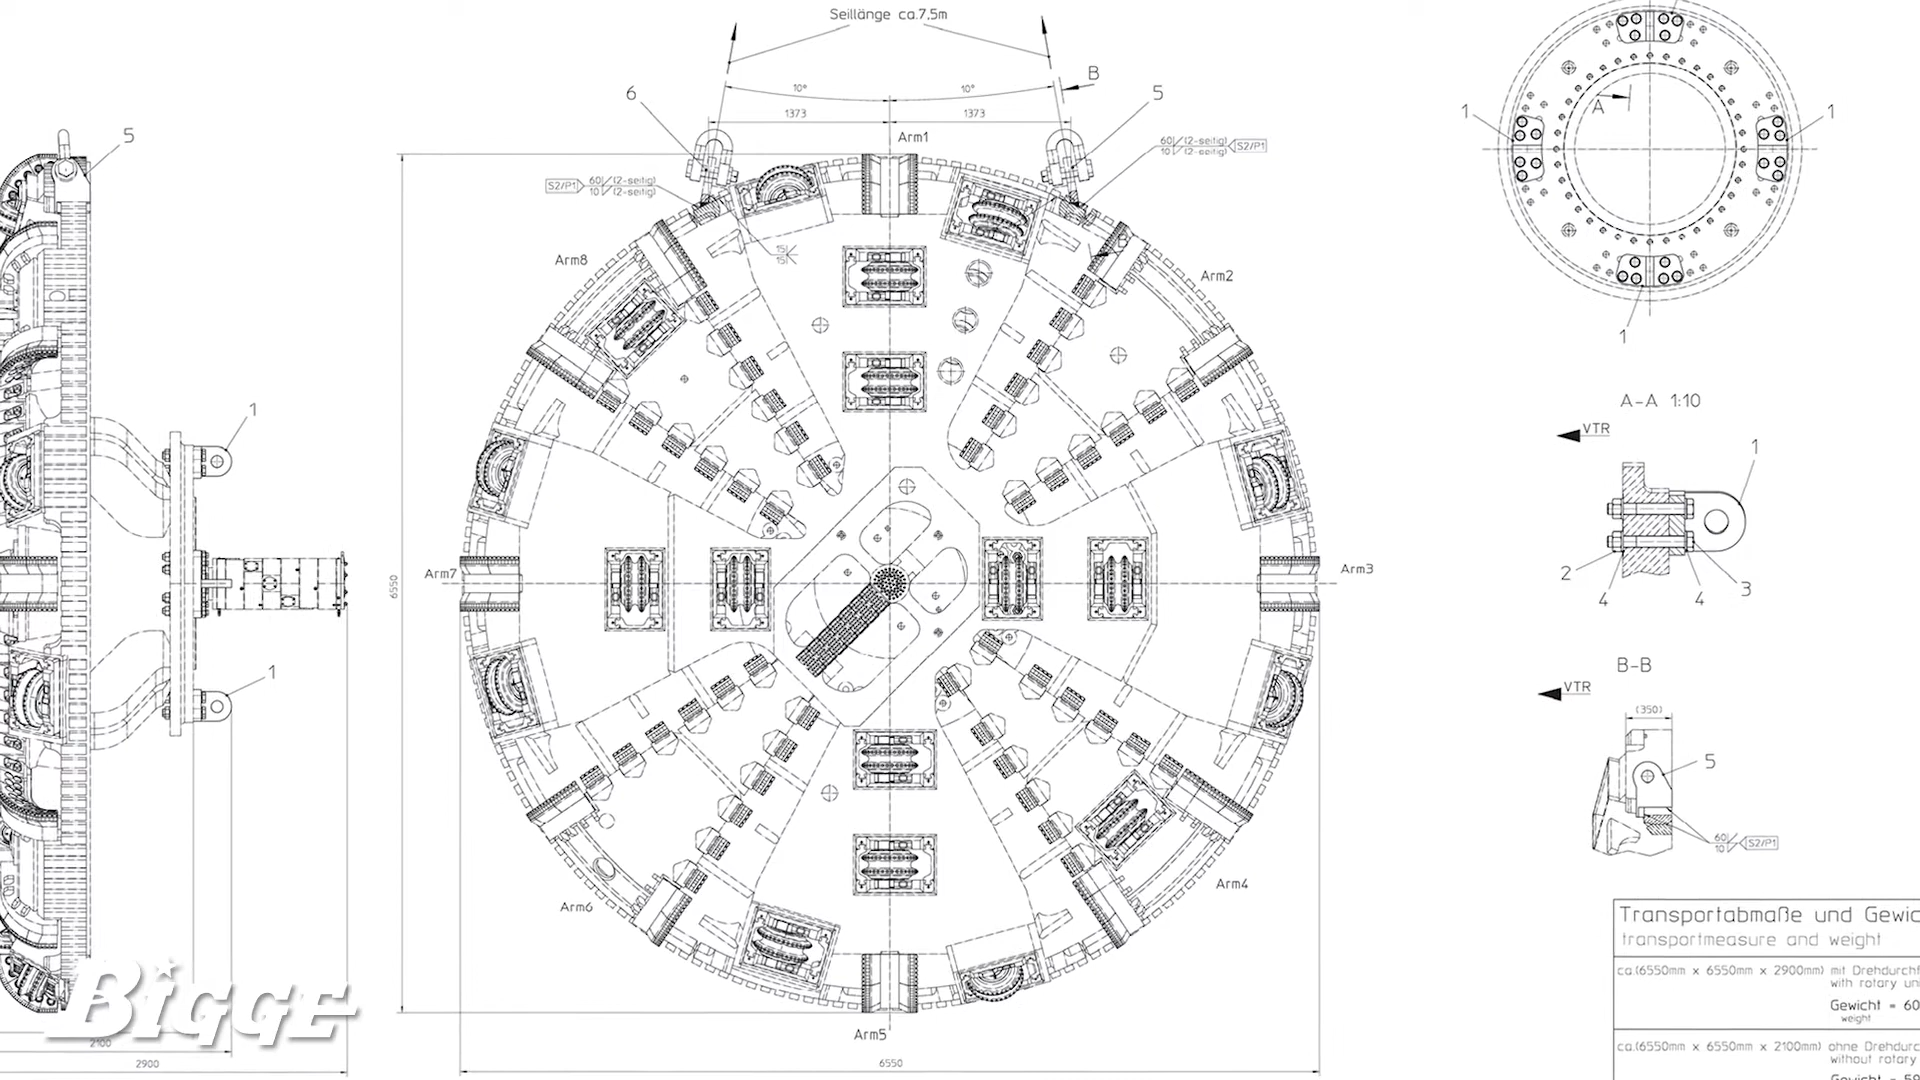 Seillänge ca.7,5m
B
10°
10°
6
5
1373
1373
Arm1
5
60 (2-seitig)
10 (2-seitig)
S2/P1
S2/P1
60 (2-seitig)
10 (2-seitig)
15
15
Arm8
Arm2
1
1
6550
Arm7
Arm3
Arm6
Arm4
Arm5
6550
2100
2900
BIGGE
1
A
1
1
A-A 1:10
VTR
1
2
4
4
3
B-B
VTR
(350)
5
60
10
S2/P1
Transportabmaße und Gewic
transportmeasure and weight
ca.(6550mm x 6550mm x 2900mm) mit Drehdurchf
with rotary uni
Gewicht = 60
weight
ca.(6550mm x 6550mm x 2100mm) ohne Drehdurc
without rotary
Gewicht = 59